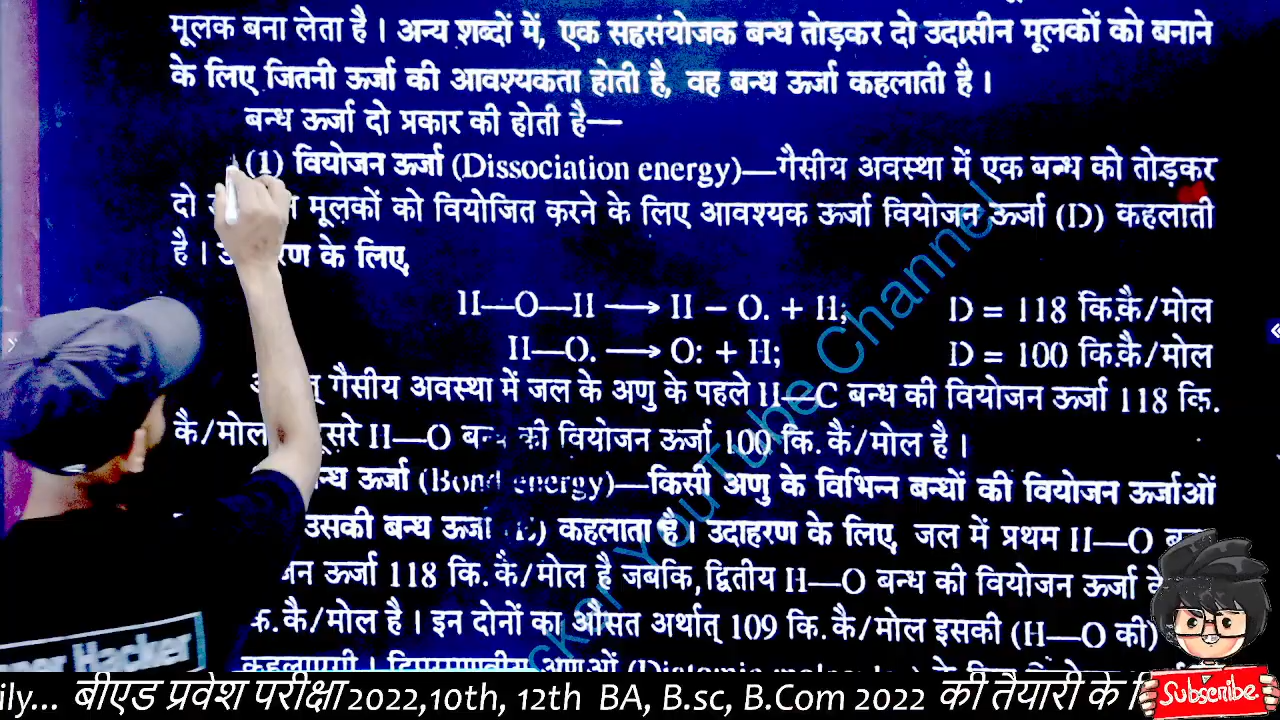 मूलक बना लेता है। अन्य शब्दों में, एक सहसंयोजक बन्ध तोड़कर दो उदासीन मूलकों को बनाने
के लिए जितनी ऊर्जा की आवश्यकता होती है, वह बन्ध ऊर्जा कहलाती है।
बन्ध ऊर्जा दो प्रकार की होती है—
(1) वियोजन ऊर्जा (Dissociation energy)—गैसीय अवस्था में एक बन्ध को तोड़कर
दो मूलकों को वियोजित करने के लिए आवश्यक ऊर्जा वियोजन ऊर्जा (D) कहलाती
है। के लिए,
H—O—H ⟶ H – O. + H; D = 118 कि.कै/मोल
H—O. ⟶ O: + H; D = 100 कि.कै/मोल
गैसीय अवस्था में जल के अणु के पहले H—C बन्ध की वियोजन ऊर्जा 118 कि.
कै/मोल H—O की वियोजन ऊर्जा 100 कि. कै/मोल है।
ऊर्जा (Bond energy)—किसी अणु के विभिन्न बन्धों की वियोजन ऊर्जाओं
उसकी बन्ध ऊर्जा कहलाता है। उदाहरण के लिए, जल में प्रथम H—O
ऊर्जा 118 कि. कै/मोल है जबकि, द्वितीय H—O बन्ध की वियोजन ऊर्जा
कै/मोल है। इन दोनों का औसत अर्थात् 109 कि. कै/मोल इसकी (H—O की)
YouTube Channel
Hacker
ily... बीएड प्रवेश परीक्षा 2022,10th, 12th BA, B.sc, B.Com 2022 की तैयारी के
Subscribe